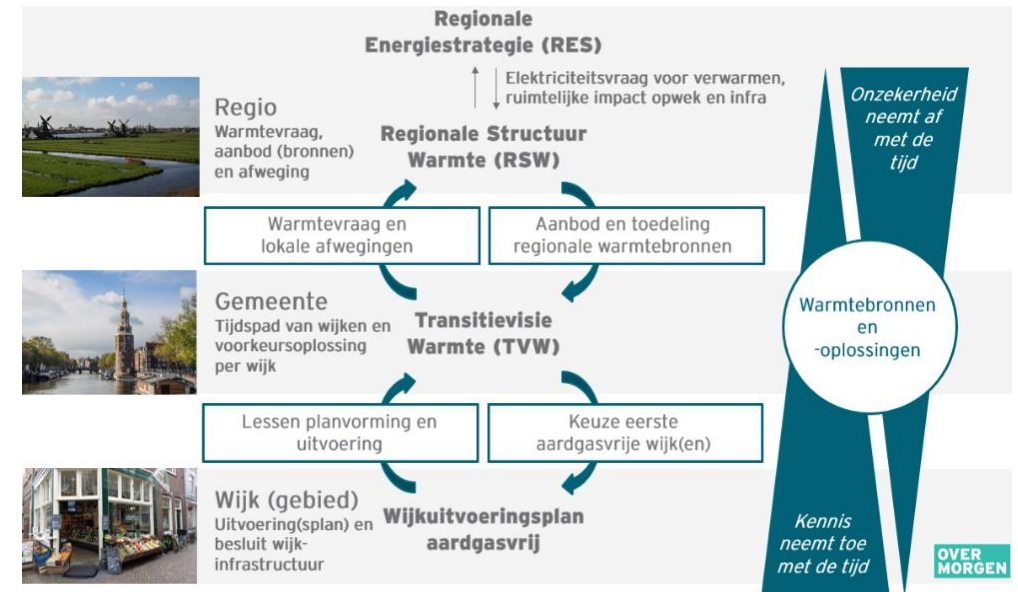 Regionale
Energiestrategie (RES)
Elektriciteitsvraag voor verwarmen,
ruimtelijke impact opwek en infra
Regio
Warmtevraag,
aanbod (bronnen)
en afweging
Regionale Structuur
Warmte (RSW)
Warmtevraag en
lokale afwegingen
Aanbod en toedeling
regionale warmtebronnen
Gemeente
Tijdspad van wijken en
voorkeursoplossing
per wijk
Transitievisie
Warmte (TVW)
Lessen planvorming en
uitvoering
Keuze eerste
aardgasvrije wijk(en)
Wijk (gebied)
Uitvoering(splan) en
besluit wijk-
infrastructuur
Wijkuitvoeringsplan
aardgasvrij
Onzekerheid
neemt af
met de
tijd
Warmtebronnen
en
-oplossingen
Kennis
neemt toe
met de tijd
OVER
MORGEN